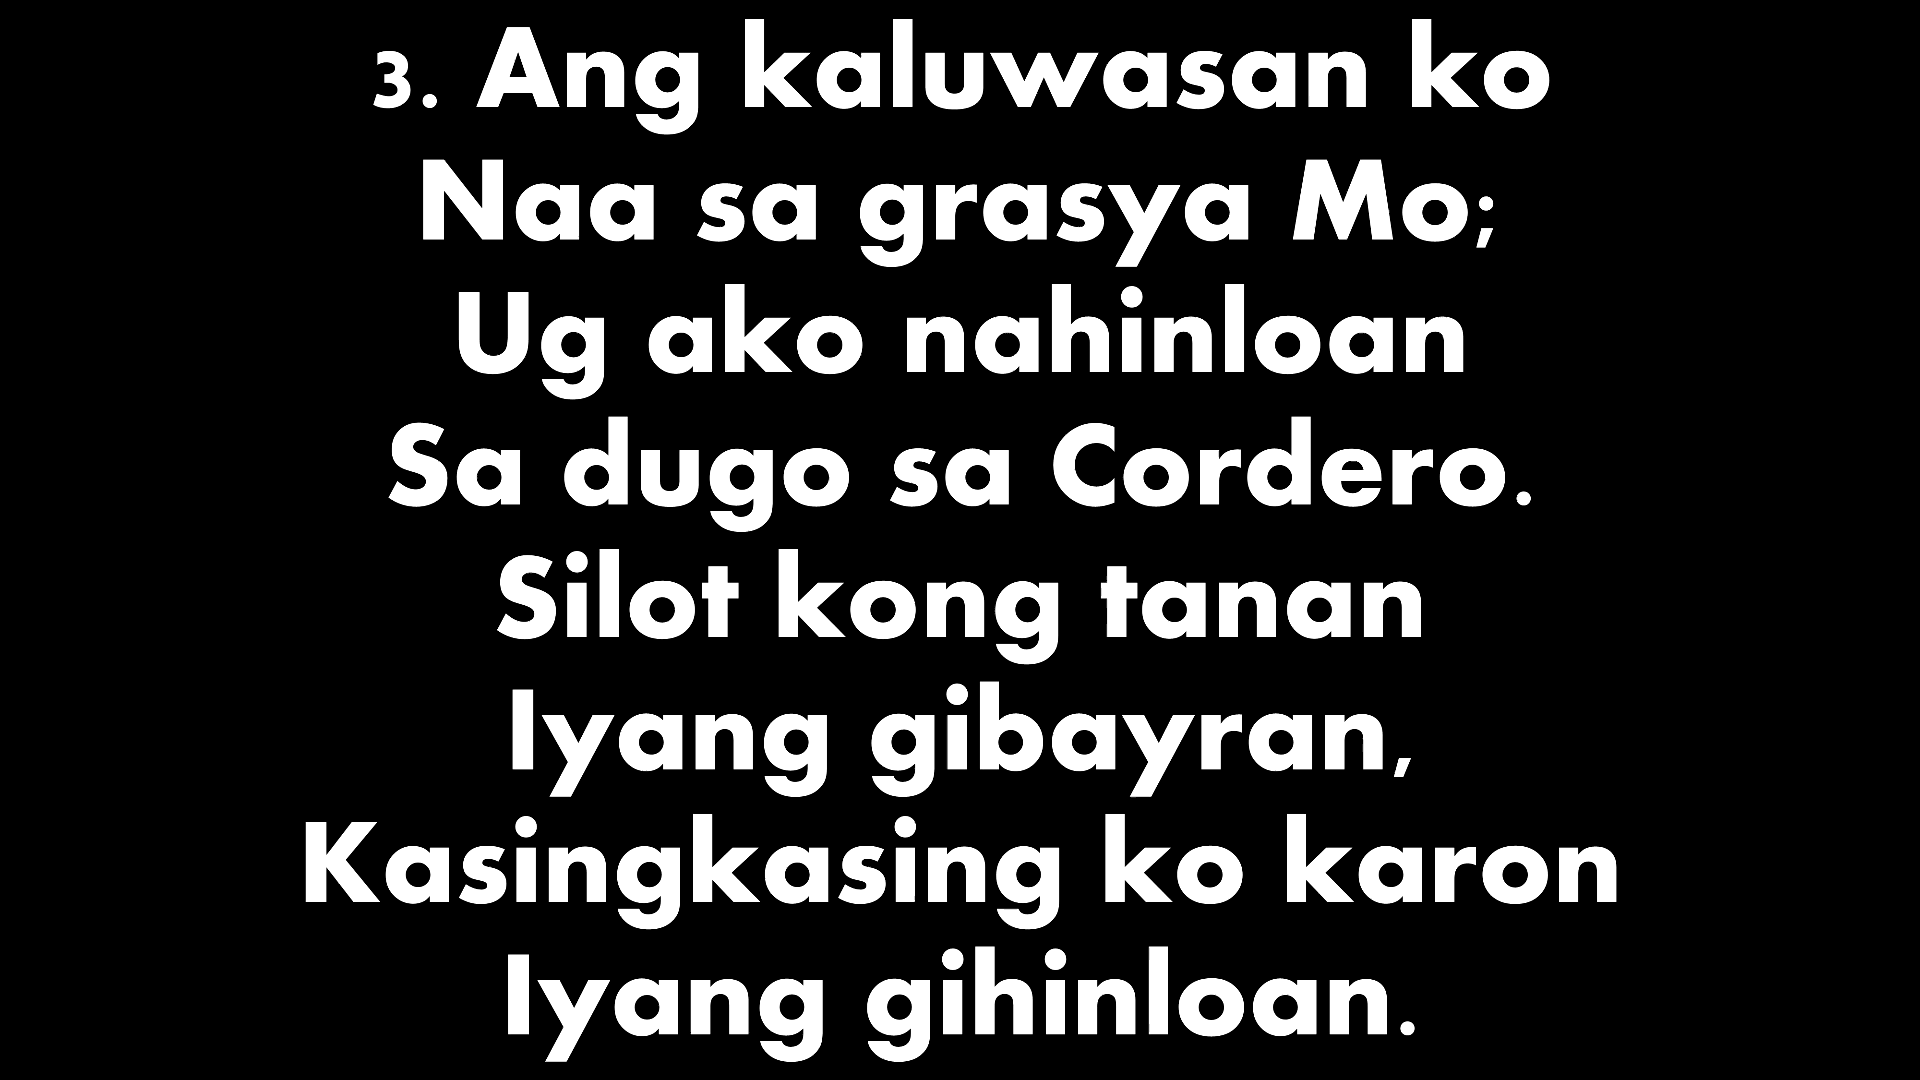 3. Ang kaluwasan ko
Naa sa grasya Mo;
Ug ako nahinloan
Sa dugo sa Cordero.
Silot kong tanan
Iyang gibayran,
Kasingkasing ko karon
Iyang gihinloan.